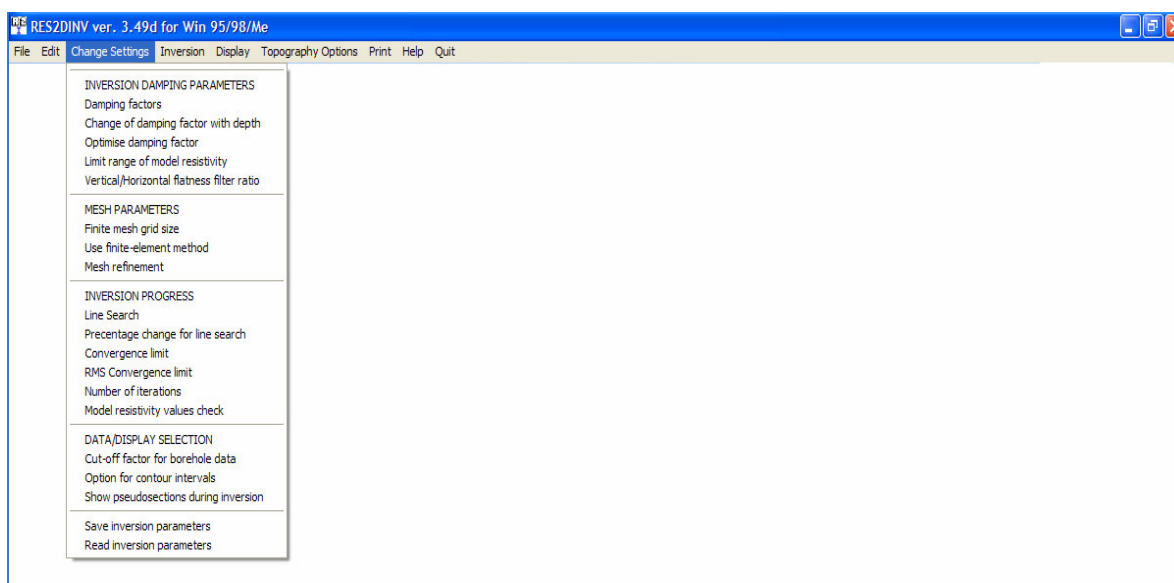 RES2DINV ver. 3.49d for Win 95/98/Me
File Edit Change Settings Inversion Display Topography Options Print Help Quit
INVERSION DAMPING PARAMETERS
Damping factors
Change of damping factor with depth
Optimise damping factor
Limit range of model resistivity
Vertical/Horizontal flatness filter ratio
MESH PARAMETERS
Finite mesh grid size
Use finite-element method
Mesh refinement
INVERSION PROGRESS
Line Search
Precentage change for line search
Convergence limit
RMS Convergence limit
Number of iterations
Model resistivity values check
DATA/DISPLAY SELECTION
Cut-off factor for borehole data
Option for contour intervals
Show pseudosections during inversion
Save inversion parameters
Read inversion parameters